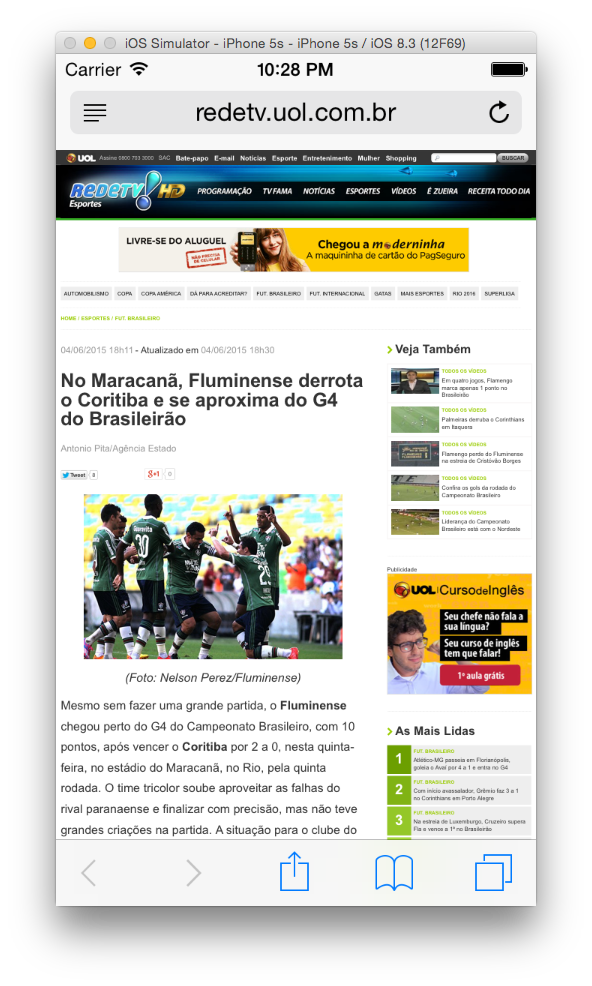 iOS Simulator - iPhone 5s - iPhone 5s / iOS 8.3 (12F69)
Carrier 10:28 PM
redetv.uol.com.br
UOL Assine 0800 703 3000 SAC Bate-papo E-mail Notícias Esporte Entretenimento Mulher Shopping BUSCAR
REDETV! HD
Esportes
PROGRAMAÇÃO TV FAMA NOTÍCIAS ESPORTES VÍDEOS É ZUEIRA RECEITA TODO DIA
LIVRE-SE DO ALUGUEL
NÃO PRECISA DE CELULAR
Chegou a moderninha
A maquininha de cartão do PagSeguro
AUTOMOBILISMO COPA COPA AMÉRICA DÁ PARA ACREDITAR? FUT. BRASILEIRO FUT. INTERNACIONAL GATAS MAIS ESPORTES RIO 2016 SUPERLIGA
HOME / ESPORTES / FUT. BRASILEIRO
04/06/2015 18h11 - Atualizado em 04/06/2015 18h30
No Maracanã, Fluminense derrota
o Coritiba e se aproxima do G4
do Brasileirão
Antonio Pita/Agência Estado
Tweet 0
g+1 0
30
29
(Foto: Nelson Perez/Fluminense)
Mesmo sem fazer uma grande partida, o Fluminense
chegou perto do G4 do Campeonato Brasileiro, com 10
pontos, após vencer o Coritiba por 2 a 0, nesta quinta-
feira, no estádio do Maracanã, no Rio, pela quinta
rodada. O time tricolor soube aproveitar as falhas do
rival paranaense e finalizar com precisão, mas não teve
grandes criações na partida. A situação para o clube do
Veja Também
TODOS OS VÍDEOS
Em quatro jogos, Flamengo
marca apenas 1 ponto no
Brasileirão
TODOS OS VÍDEOS
Palmeiras derruba o Corinthians
em Itaquera
TODOS OS VÍDEOS
Flamengo perde do Fluminense
na estreia de Cristóvão Borges
TODOS OS VÍDEOS
Confira os gols da rodada do
Campeonato Brasileiro
TODOS OS VÍDEOS
Liderança do Campeonato
Brasileiro está com o Nordeste
Publicidade
UOL CursodeInglês
Seu chefe não fala a
sua língua?
Seu curso de inglês
tem que falar!
1ª aula grátis
As Mais Lidas
1
FUT. BRASILEIRO
Atlético-MG passeia em Florianópolis,
goleia o Avaí por 4 a 1 e entra no G4
2
FUT. BRASILEIRO
Com início avassalador, Grêmio faz 3 a 1
no Corinthians em Porto Alegre
3
FUT. BRASILEIRO
Na estreia de Luxemburgo, Cruzeiro supera
Fla e vence a 1ª no Brasileirão